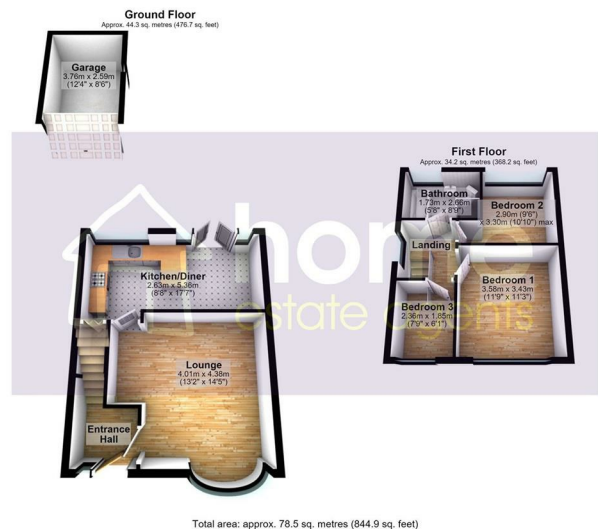 Ground Floor
Approx. 44.3 sq. metres (476.7 sq. feet)
Garage
3.76m x 2.59m
(12'4" x 8'6")
First Floor
Approx. 34.2 sq. metres (368.2 sq. feet)
Bathroom
1.73m x 2.66m
(5'8" x 8'9")
Bedroom 2
2.90m (9'6")
x 3.30m (10'10") max
Landing
Kitchen/Diner
2.63m x 5.36m
(8'8" x 17'7")
Bedroom 1
3.58m x 3.43m
(11'9" x 11'3")
Bedroom 3
2.36m x 1.85m
(7'9" x 6'1")
home
estate agents
Lounge
4.01m x 4.38m
(13'2" x 14'5")
Entrance
Hall
Total area: approx. 78.5 sq. metres (844.9 sq. feet)